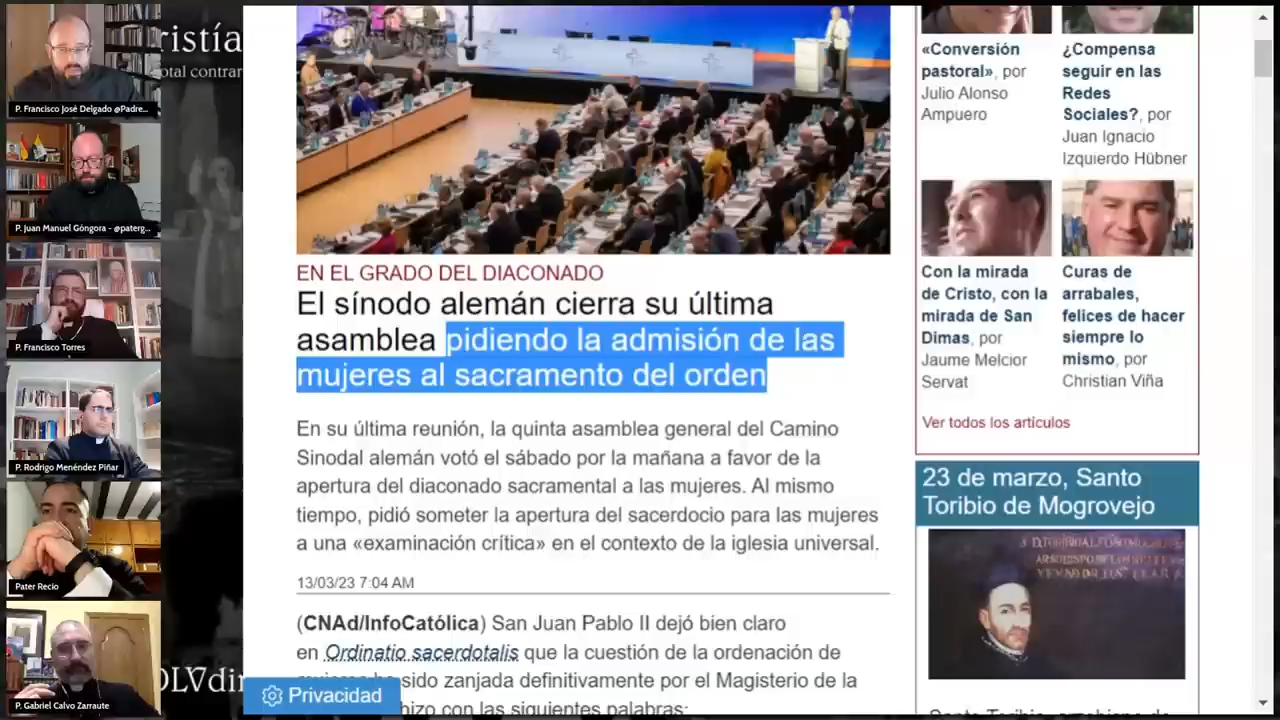 ristía
otal contrar
P. Francisco José Delgado @Padre...
P. Juan Manuel Góngora - @paterg...
P. Francisco Torres
P. Rodrigo Menéndez Piñar
Pater Recio
P. Gabriel Calvo Zarraute
OLVdir
EN EL GRADO DEL DIACONADO
El sínodo alemán cierra su última
asamblea pidiendo la admisión de las
mujeres al sacramento del orden
En su última reunión, la quinta asamblea general del Camino
Sinodal alemán votó el sábado por la mañana a favor de la
apertura del diaconado sacramental a las mujeres. Al mismo
tiempo, pidió someter la apertura del sacerdocio para las mujeres
a una «examinación crítica» en el contexto de la iglesia universal.
13/03/23 7:04 AM
(CNAd/InfoCatólica) San Juan Pablo II dejó bien claro
en Ordinatio sacerdotalis que la cuestión de la ordenación de
sido zanjada definitivamente por el Magisterio de la
hizo con las siguientes palabras:
Privacidad
«Conversión
pastoral», por
Julio Alonso
Ampuero
¿Compensa
seguir en las
Redes
Sociales?, por
Juan Ignacio
Izquierdo Hübner
Con la mirada
de Cristo, con la
mirada de San
Dimas, por
Jaume Melcior
Servat
Curas de
arrabales,
felices de hacer
siempre lo
mismo, por
Christian Viña
Ver todos los artículos
23 de marzo, Santo
Toribio de Mogrovejo